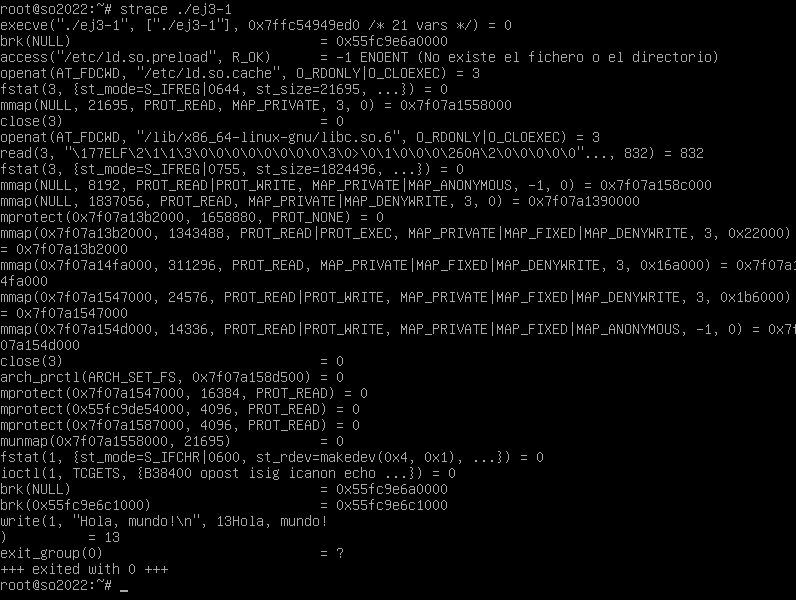 root@so2022:~# strace ./ej3-1
execve("./ej3-1", ["./ej3-1"], 0x7ffc54949ed0 /* 21 vars */) = 0
brk(NULL)                               = 0x55fc9e6a0000
access("/etc/ld.so.preload", R_OK)      = -1 ENOENT (No existe el fichero o el directorio)
openat(AT_FDCWD, "/etc/ld.so.cache", O_RDONLY|O_CLOEXEC) = 3
fstat(3, {st_mode=S_IFREG|0644, st_size=21695, ...}) = 0
mmap(NULL, 21695, PROT_READ, MAP_PRIVATE, 3, 0) = 0x7f07a1558000
close(3)                                = 0
openat(AT_FDCWD, "/lib/x86_64-linux-gnu/libc.so.6", O_RDONLY|O_CLOEXEC) = 3
read(3, "\177ELF\2\1\1\3\0\0\0\0\0\0\0\0\3\0>\0\1\0\0\0\260A\2\0\0\0\0\0"..., 832) = 832
fstat(3, {st_mode=S_IFREG|0755, st_size=1824496, ...}) = 0
mmap(NULL, 8192, PROT_READ|PROT_WRITE, MAP_PRIVATE|MAP_ANONYMOUS, -1, 0) = 0x7f07a158c000
mmap(NULL, 1837056, PROT_READ, MAP_PRIVATE|MAP_DENYWRITE, 3, 0) = 0x7f07a1390000
mprotect(0x7f07a13b2000, 1658880, PROT_NONE) = 0
mmap(0x7f07a13b2000, 1343488, PROT_READ|PROT_EXEC, MAP_PRIVATE|MAP_FIXED|MAP_DENYWRITE, 3, 0x22000)
= 0x7f07a13b2000
mmap(0x7f07a14fa000, 311296, PROT_READ, MAP_PRIVATE|MAP_FIXED|MAP_DENYWRITE, 3, 0x16a000) = 0x7f07a1
4fa000
mmap(0x7f07a1547000, 24576, PROT_READ|PROT_WRITE, MAP_PRIVATE|MAP_FIXED|MAP_DENYWRITE, 3, 0x1b6000)
= 0x7f07a1547000
mmap(0x7f07a154d000, 14336, PROT_READ|PROT_WRITE, MAP_PRIVATE|MAP_FIXED|MAP_ANONYMOUS, -1, 0) = 0x7f
07a154d000
close(3)                                = 0
arch_prctl(ARCH_SET_FS, 0x7f07a158d500) = 0
mprotect(0x7f07a1547000, 16384, PROT_READ) = 0
mprotect(0x55fc9de54000, 4096, PROT_READ) = 0
mprotect(0x7f07a1587000, 4096, PROT_READ) = 0
munmap(0x7f07a1558000, 21695)           = 0
fstat(1, {st_mode=S_IFCHR|0600, st_rdev=makedev(0x4, 0x1), ...}) = 0
ioctl(1, TCGETS, {B38400 opost isig icanon echo ...}) = 0
brk(NULL)                               = 0x55fc9e6a0000
brk(0x55fc9e6c1000)                     = 0x55fc9e6c1000
write(1, "Hola, mundo!\n", 13Hola, mundo!
)          = 13
exit_group(0)                           = ?
+++ exited with 0 +++
root@so2022:~# _